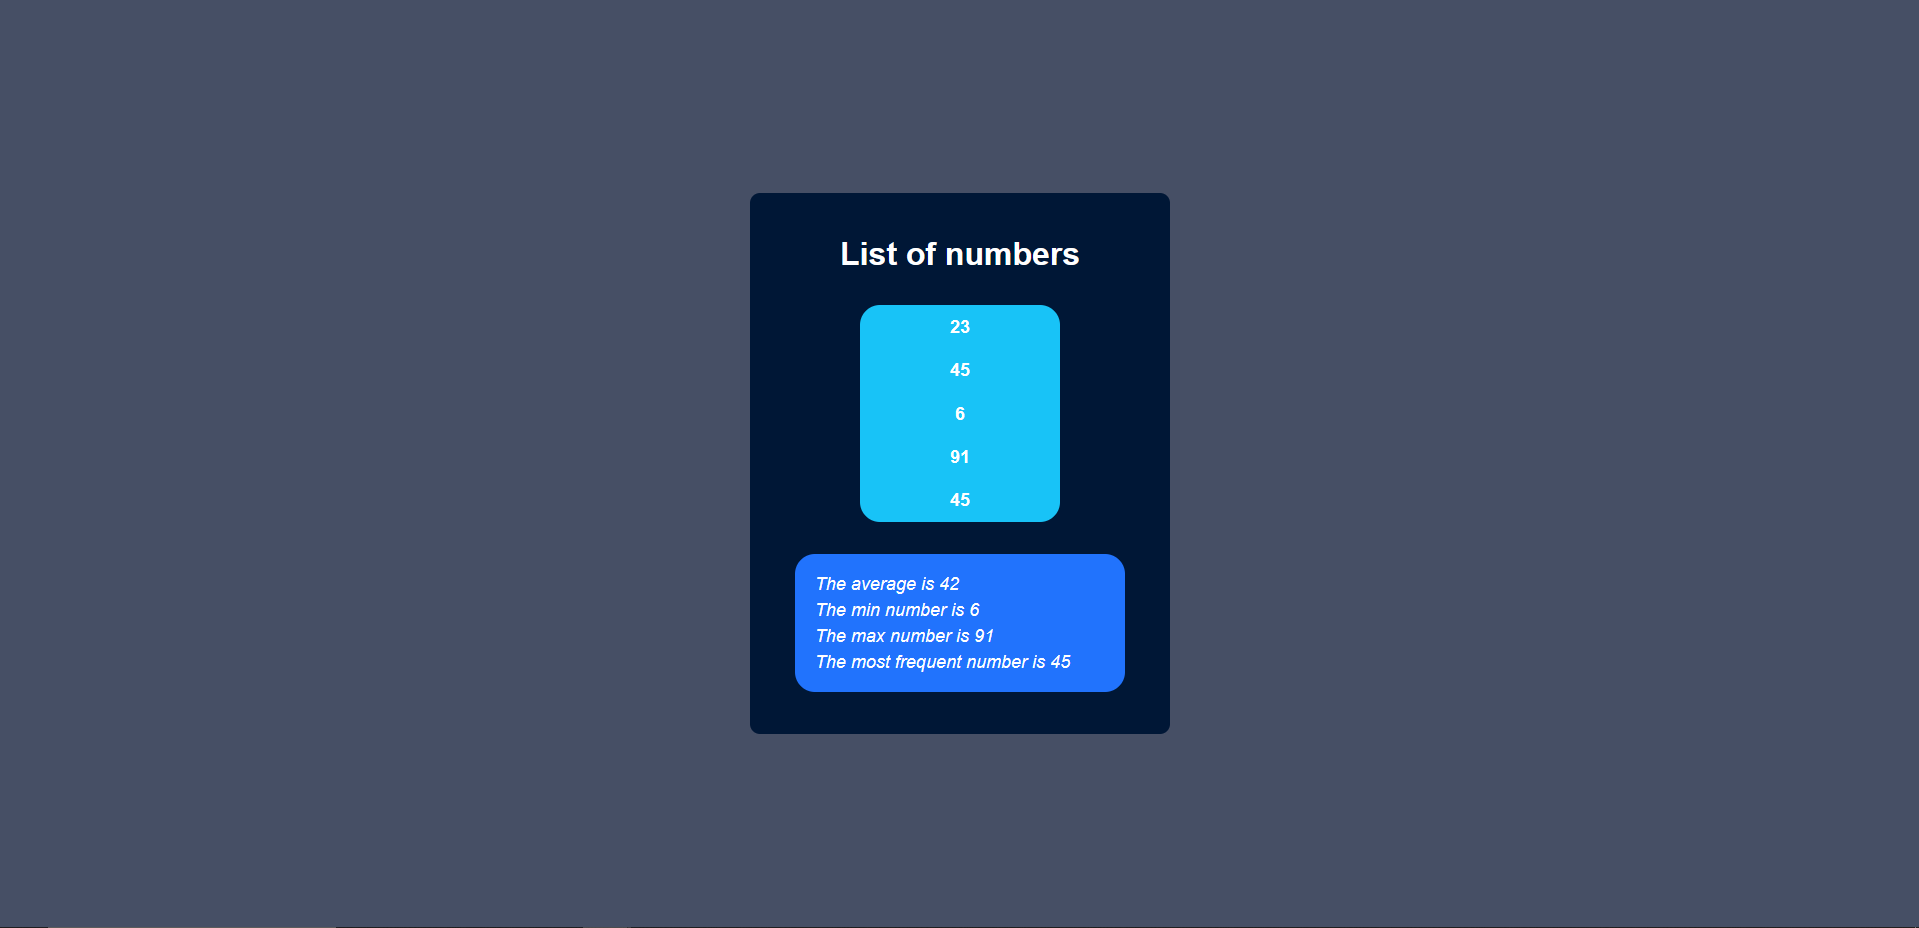 List of numbers
23
45
6
91
45
The average is 42
The min number is 6
The max number is 91
The most frequent number is 45